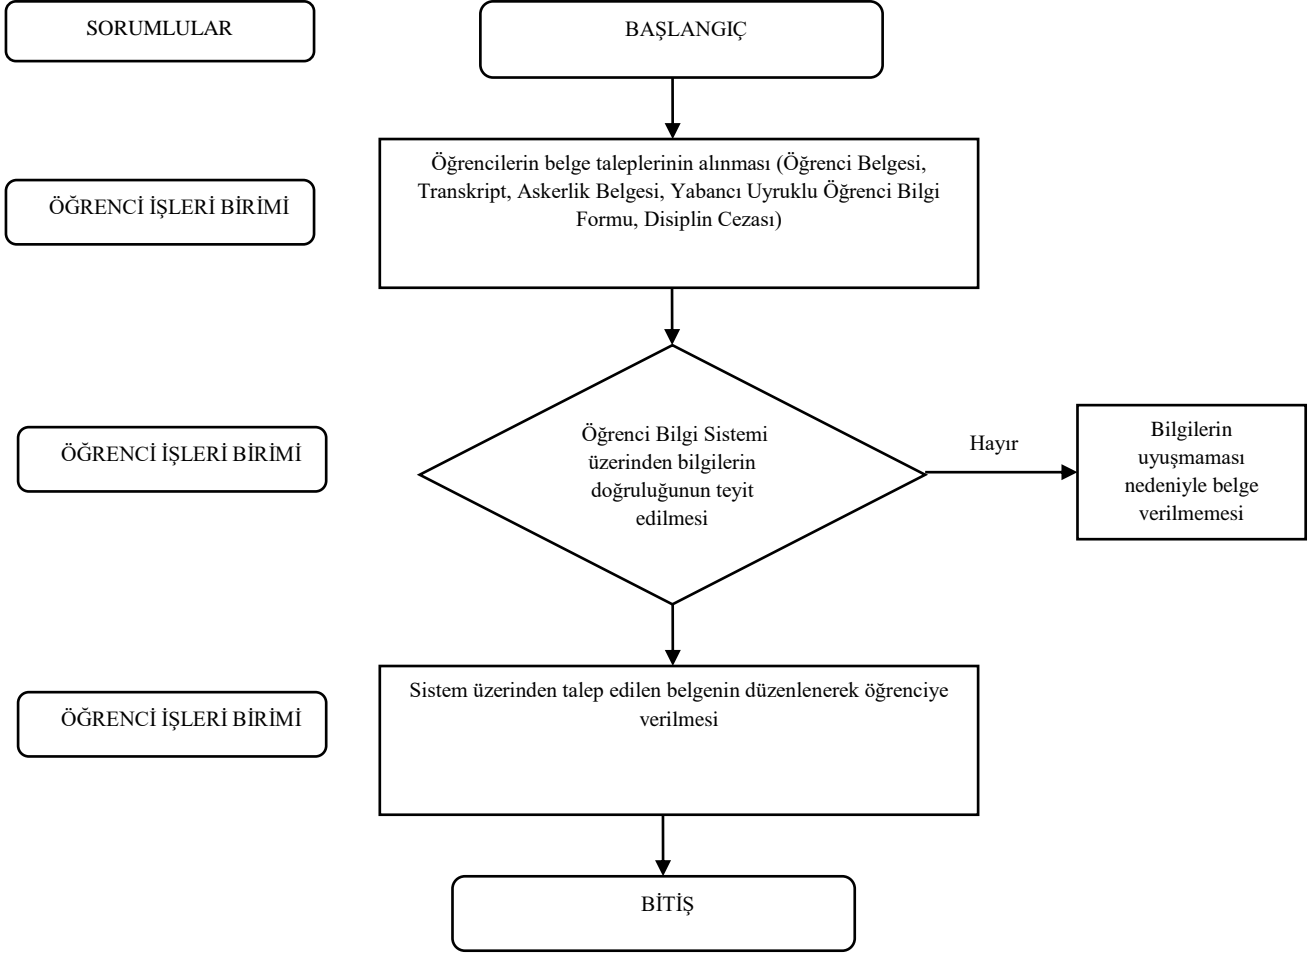 SORUMLULAR
BAŞLANGIÇ
ÖĞRENCİ İŞLERİ BİRİMİ
Öğrencilerin belge taleplerinin alınması (Öğrenci Belgesi,
Transkript, Askerlik Belgesi, Yabancı Uyruklu Öğrenci Bilgi
Formu, Disiplin Cezası)
ÖĞRENCİ İŞLERİ BİRİMİ
Öğrenci Bilgi Sistemi
üzerinden bilgilerin
doğruluğunun teyit
edilmesi
Hayır
Bilgilerin
uyuşmaması
nedeniyle belge
verilmemesi
ÖĞRENCİ İŞLERİ BİRİMİ
Sistem üzerinden talep edilen belgenin düzenlenerek öğrenciye
verilmesi
BİTİŞ